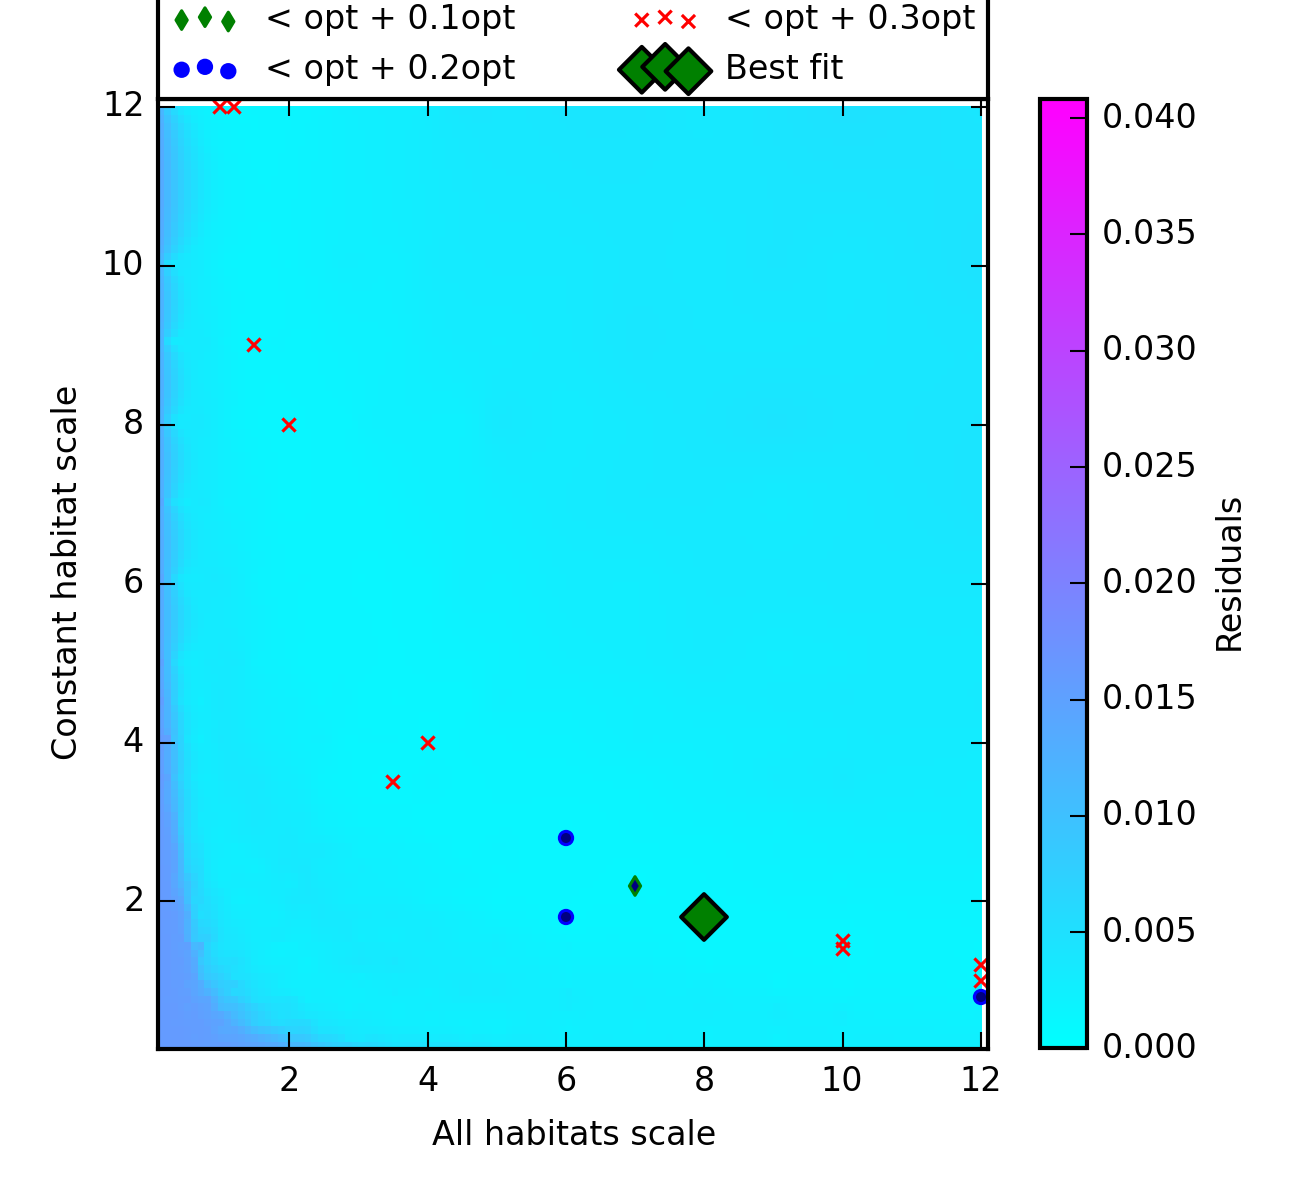 < opt + 0.1opt
< opt + 0.3opt
< opt + 0.2opt
Best fit
12
10
8
6
4
2
Constant habitat scale
2 4 6 8 10 12
All habitats scale
0.040
0.035
0.030
0.025
0.020
0.015
0.010
0.005
0.000
Residuals